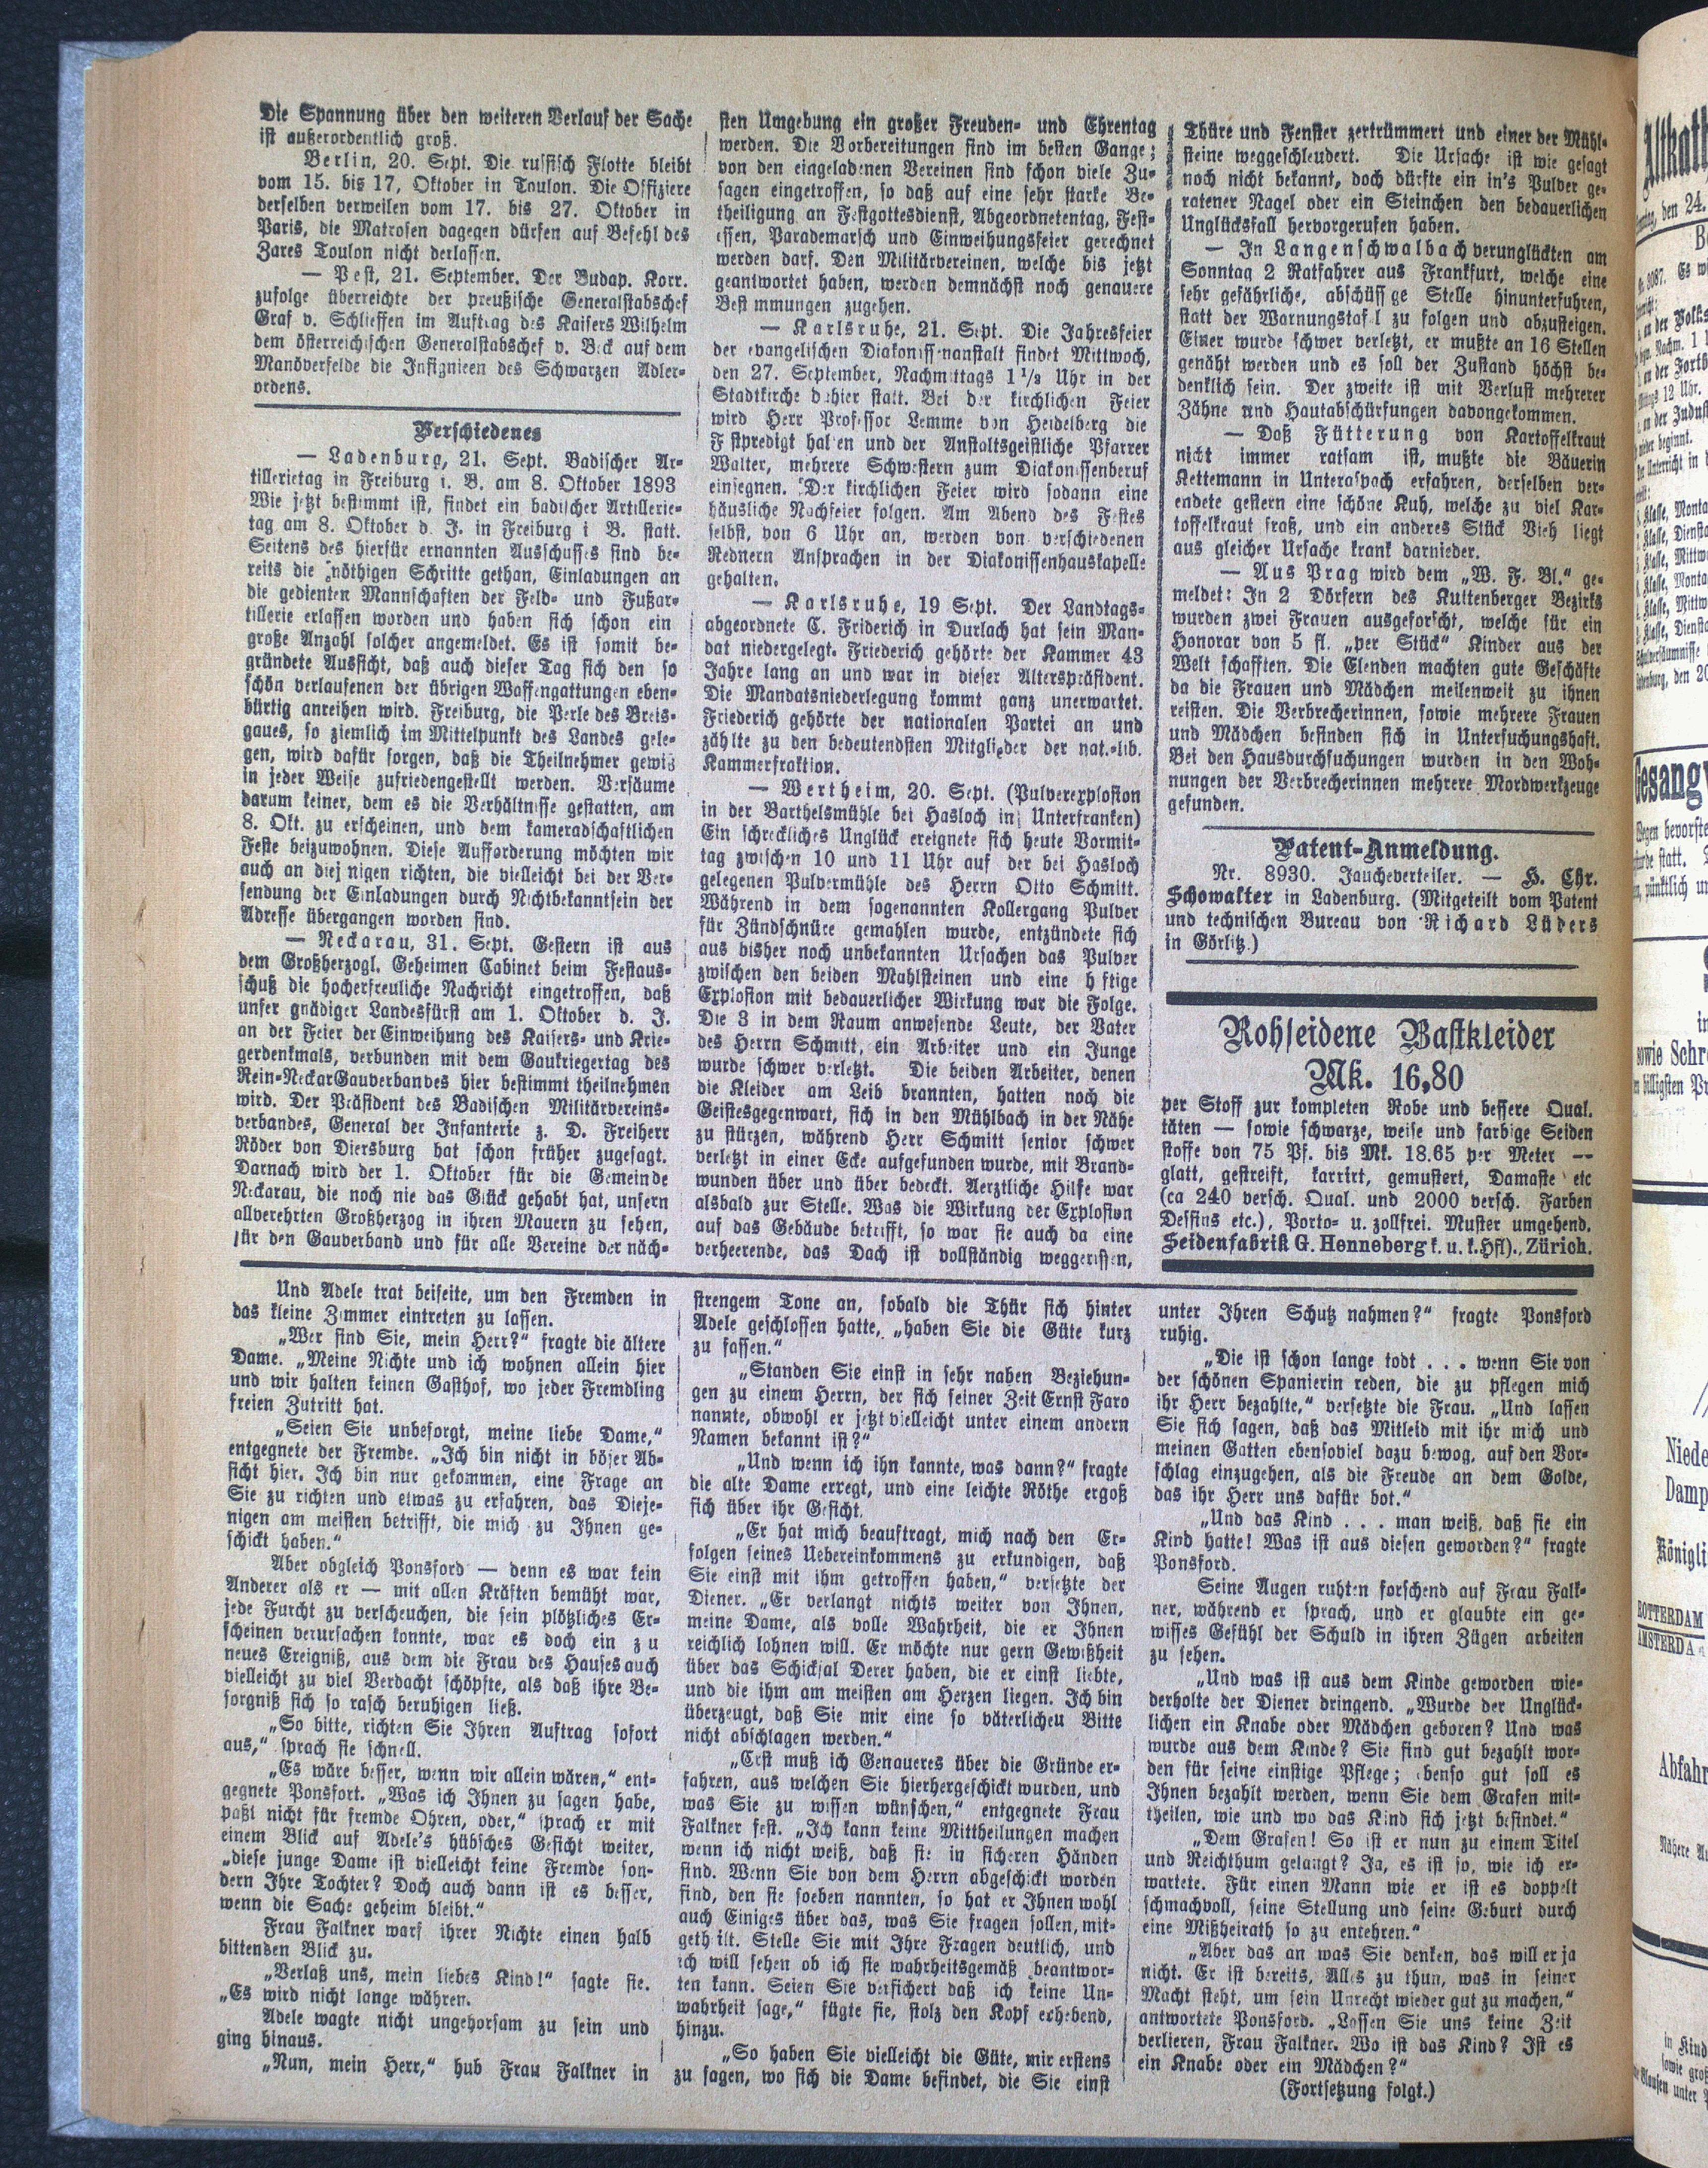 Die Spannung über den weiteren Verlauf der Sache
ist außerordentlich groß.
Berlin, 20. Sept. Die russisch Flotte bleibt
vom 15. bis 17, Oktober in Toulon. Die Offiziere
derselben verweilen vom 17. bis 27. Oktober in
Paris, die Matrosen dagegen dürfen auf Befehl des
Zares Toulon nicht verlassen.
— Pest, 21. September. Der Budap. Korr.
zufolge überreichte der preußische Generalstabschef
Graf v. Schlieffen im Auftrag des Kaisers Wilhelm
dem österreichischen Generalstabschef v. Beck auf dem
Manöverfelde die Insignieen des Schwarzen Adler-
ordens.
Verschiedenes
— Ladenburg, 21. Sept. Badischer Ar-
tillerietag in Freiburg i. B. am 8. Oktober 1893
Wie jetzt bestimmt ist, findet ein badischer Artillerie-
tag am 8. Oktober d. J. in Freiburg i B. statt.
Seitens des hierfür ernannten Ausschusses sind be-
reits die nöthigen Schritte gethan, Einladungen an
die gedienten Mannschaften der Feld- und Fußar-
tillerie erlassen worden und haben sich schon ein
große Anzahl solcher angemeldet. Es ist somit be-
gründete Aussicht, daß auch dieser Tag sich den so
schön verlaufenen der übrigen Waffengattungen eben-
bürtig anreihen wird. Freiburg, die Perle des Breis-
gaues, so ziemlich im Mittelpunkt des Landes gele-
gen, wird dafür sorgen, daß die Theilnehmer gewiß
in jeder Weise zufriedengestellt werden. Versäume
darum keiner, dem es die Verhältnisse gestatten, am
8. Okt. zu erscheinen, und dem kameradschaftlichen
Feste beizuwohnen. Diese Aufforderung möchten wir
auch an diej nigen richten, die vielleicht bei der Ver-
sendung der Einladungen durch Nichtbekanntsein der
Adresse übergangen worden sind.
— Neckarau, 31. Sept. Gestern ist aus
dem Großherzogl. Geheimen Cabinet beim Festaus-
schuß die hocherfreuliche Nachricht eingetroffen, daß
unser gnädiger Landesfürst am 1. Oktober d. J.
an der Feier der Einweihung des Kaisers- und Krie-
gerdenkmals, verbunden mit dem Gaukriegertag des
Rein-NeckarGauverbandes hier bestimmt theilnehmen
wird. Der Präsident des Badischen Militärvereins-
verbandes, General der Infanterie z. D. Freiherr
Röder von Diersburg hat schon früher zugesagt.
Darnach wird der 1. Oktober für die Gemeinde
Neckarau, die noch nie das Glück gehabt hat, unsern
allverehrten Großherzog in ihren Mauern zu sehen,
für den Gauverband und für alle Vereine der näch-
sten Umgebung ein großer Freuden- und Ehrentag
werden. Die Vorbereitungen sind im besten Gange;
von den eingeladenen Vereinen sind schon viele Zu-
sagen eingetroffen, so daß auf eine sehr starke Be-
theiligung an Festgottesdienst, Abgeordnetentag, Fest-
essen, Parademarsch und Einweihungsfeier gerechnet
werden darf. Den Militärvereinen, welche bis jetzt
geantwortet haben, werden demnächst noch genauere
Best mmungen zugehen.
— Karlsruhe, 21. Sept. Die Jahresfeier
der evangelischen Diakoniss nanstalt findet Mittwoch,
den 27. September, Nachmittags 1 1/2 Uhr in der
Stadtkirche dahier statt. Bei der kirchlichen Feier
wird Herr Professor Lemme von Heidelberg die
F stpredigt hal en und der Anstaltsgeistliche Pfarrer
Walter, mehrere Schwestern zum Diakonissenberuf
einsegnen. Der kirchlichen Feier wird sodann eine
häusliche Nachfeier folgen. Am Abend des Festes
selbst, von 6 Uhr an, werden von verschiedenen
Rednern Ansprachen in der Diakonissenhauskapelle
gehalten.
— Karlsruhe, 19 Sept. Der Landtags-
abgeordnete C. Friderich in Durlach hat sein Man-
dat niedergelegt. Friederich gehörte der Kammer 43
Jahre lang an und war in dieser Alterspräsident.
Die Mandatsniederlegung kommt ganz unerwartet.
Friederich gehörte der nationalen Partei an und
zählte zu den bedeutendsten Mitglieder der nat.-lib.
Kammerfraktion.
— Wertheim, 20. Sept. (Pulverexplosion
in der Barthelsmühle bei Hasloch in Unterfranken)
Ein schreckliches Unglück ereignete sich heute Vormit-
tag zwischen 10 und 11 Uhr auf der bei Hasloch
gelegenen Pulvermühle des Herrn Otto Schmitt.
Während in dem sogenannten Kollergang Pulver
für Zündschnüre gemahlen wurde, entzündete sich
aus bisher noch unbekannten Ursachen das Pulver
zwischen den beiden Mahlsteinen und eine h ftige
Explosion mit bedauerlicher Wirkung war die Folge.
Die 3 in dem Raum anwesende Leute, der Vater
des Herrn Schmitt, ein Arbeiter und ein Junge
wurde schwer verletzt. Die beiden Arbeiter, denen
die Kleider am Leib brannten, hatten noch die
Geistesgegenwart, sich in den Mühlbach in der Nähe
zu stürzen, während Herr Schmitt senior schwer
verletzt in einer Ecke aufgefunden wurde, mit Brand-
wunden über und über bedeckt. Aerztliche Hilfe war
alsbald zur Stelle. Was die Wirkung der Explosion
auf das Gebäude betrifft, so war sie auch da eine
verheerende, das Dach ist vollständig weggerissen,
Thüre und Fenster zertrümmert und einer der Mühl-
steine weggeschleudert. Die Ursache ist wie gesagt
noch nicht bekannt, doch dürfte ein in's Pulver ge-
ratener Nagel oder ein Steinchen den bedauerlichen
Unglücksfall hervorgerufen haben.
— In Langenschwalbach verunglückten am
Sonntag 2 Ratfahrer aus Frankfurt, welche eine
sehr gefährliche, abschüss ge Stelle hinunterfuhren,
statt der Warnungstaf l zu folgen und abzusteigen.
Einer wurde schwer verletzt, er mußte an 16 Stellen
genäht werden und es soll der Zustand höchst be-
denklich sein. Der zweite ist mit Verlust mehrerer
Zähne und Hautabschürfungen davongekommen.
— Daß Fütterung von Kartoffelkraut
nicht immer ratsam ist, mußte die Bäuerin
Kettemann in Unteraspach erfahren, derselben ver-
endete gestern eine schöne Kuh, welche zu viel Kar-
toffelkraut fraß, und ein anderes Stück Vieh liegt
aus gleicher Ursache krank darnieder.
— Aus Prag wird dem „W. F. Bl." ge-
meldet: In 2 Dörfern des Kuttenberger Bezirks
wurden zwei Frauen ausgeforscht, welche für ein
Honorar von 5 fl. „per Stück" Kinder aus der
Welt schafften. Die Elenden machten gute Geschäfte
da die Frauen und Mädchen meilenweit zu ihnen
reisten. Die Verbrecherinnen, sowie mehrere Frauen
und Mädchen befinden sich in Untersuchungshaft.
Bei den Hausdurchsuchungen wurden in den Woh-
nungen der Verbrecherinnen mehrere Mordwerkzeuge
gefunden.
Patent-Anmeldung.
Nr. 8930. Jaucheverteiler. — H. Chr.
Schowalter in Ladenburg. (Mitgeteilt vom Patent
und technischen Bureau von Richard Lüders
in Görlitz.)
Rohseidene Bastkleider
Mk. 16,80
per Stoff zur kompleten Robe und bessere Qual.
täten — sowie schwarze, weiße und farbige Seiden
stoffe von 75 Pf. bis Mk. 18.65 per Meter —
glatt, gestreift, karrirt, gemustert, Damaste etc
(ca 240 versch. Qual. und 2000 versch. Farben
Dessins etc.), Porto- u. zollfrei. Muster umgehend.
Seidenfabrik G. Henneberg k. u. k. Hfl)., Zürich.
Und Adele trat beiseite, um den Fremden in
das kleine Zimmer eintreten zu lassen.
„Wer sind Sie, mein Herr?" fragte die ältere
Dame. „Meine Nichte und ich wohnen allein hier
und wir halten keinen Gasthof, wo jeder Fremdling
freien Zutritt hat.
„Seien Sie unbesorgt, meine liebe Dame,"
entgegnete der Fremde. „Ich bin nicht in böser Ab-
sicht hier. Ich bin nur gekommen, eine Frage an
Sie zu richten und etwas zu erfahren, das Dieje-
nigen am meisten betrifft, die mich zu Ihnen ge-
schickt haben."
Aber obgleich Ponsford — denn es war kein
Anderer als er — mit allen Kräften bemüht war,
jede Furcht zu verscheuchen, die sein plötzliches Er-
scheinen verursachen konnte, war es doch ein zu
neues Ereigniß, aus dem die Frau des Hauses auch
vielleicht zu viel Verdacht schöpfte, als daß ihre Be-
sorgniß sich so rasch beruhigen ließ.
„So bitte, richten Sie Ihren Auftrag sofort
aus," sprach sie schnell.
„Es wäre besser, wenn wir allein wären," ent-
gegnete Ponsfort. „Was ich Ihnen zu sagen habe,
paßt nicht für fremde Ohren, oder," sprach er mit
einem Blick auf Adele's hübsches Gesicht weiter,
„diese junge Dame ist vielleicht keine Fremde son-
dern Ihre Tochter? Doch auch dann ist es besser,
wenn die Sache geheim bleibt."
Frau Falkner warf ihrer Nichte einen halb
bittenden Blick zu.
„Verlaß uns, mein liebes Kind!" sagte sie.
„Es wird nicht lange währen.
Adele wagte nicht ungehorsam zu sein und
ging hinaus.
„Nun, mein Herr," hub Frau Falkner in
strengem Tone an, sobald die Thür sich hinter
Adele geschlossen hatte, „haben Sie die Güte kurz
zu fassen."
„Standen Sie einst in sehr nahen Beziehun-
gen zu einem Herrn, der sich seiner Zeit Ernst Faro
nannte, obwohl er jetzt vielleicht unter einem andern
Namen bekannt ist?"
„Und wenn ich ihn kannte, was dann?" fragte
die alte Dame erregt, und eine leichte Röthe ergoß
sich über ihr Gesicht.
„Er hat mich beauftragt, mich nach den Er-
folgen seines Uebereinkommens zu erkundigen, daß
Sie einst mit ihm getroffen haben," versetzte der
Diener. „Er verlangt nichts weiter von Ihnen,
meine Dame, als volle Wahrheit, die er Ihnen
reichlich lohnen will. Er möchte nur gern Gewißheit
über das Schicksal Derer haben, die er einst liebte,
und die ihm am meisten am Herzen liegen. Ich bin
überzeugt, daß Sie mir eine so väterlicheu Bitte
nicht abschlagen werden."
„Erst muß ich Genaueres über die Gründe er-
fahren, aus welchen Sie hierhergeschickt wurden, und
was Sie zu wissen wünschen," entgegnete Frau
Falkner fest. „Ich kann keine Mittheilungen machen
wenn ich nicht weiß, daß sie in sicheren Händen
sind. Wenn Sie von dem Herrn abgeschickt worden
sind, den sie soeben nannten, so hat er Ihnen wohl
auch Einiges über das, was Sie fragen sollen, mit-
geth ilt. Stelle Sie mit Ihre Fragen deutlich, und
ich will sehen ob ich sie wahrheitsgemäß beantwor-
ten kann. Seien Sie versichert daß ich keine Un-
wahrheit sage," fügte sie, stolz den Kopf erhebend,
hinzu.
„So haben Sie vielleicht die Güte, mir erstens
zu sagen, wo sich die Dame befindet, die Sie einst
unter Ihren Schutz nahmen?" fragte Ponsford
ruhig.
„Die ist schon lange todt . . . wenn Sie von
der schönen Spanierin reden, die zu pflegen mich
ihr Herr bezahlte," versetzte die Frau. „Und lassen
Sie sich sagen, daß das Mitleid mit ihr mich und
meinen Gatten ebensoviel dazu bewog, auf den Vor-
schlag einzugehen, als die Freude an dem Golde,
das ihr Herr uns dafür bot."
„Und das Kind . . . man weiß, daß sie ein
Kind hatte! Was ist aus diesen geworden?" fragte
Ponsford.
Seine Augen ruhten forschend auf Frau Falk-
ner, während er sprach, und er glaubte ein ge-
wisses Gefühl der Schuld in ihren Zügen arbeiten
zu sehen.
„Und was ist aus dem Kinde geworden wie-
derholte der Diener dringend. „Wurde der Unglück-
lichen ein Knabe oder Mädchen geboren? Und was
wurde aus dem Kinde? Sie sind gut bezahlt wor-
den für seine einstige Pflege; ebenso gut soll es
Ihnen bezahlt werden, wenn Sie dem Grafen mit-
theilen, wie und wo das Kind sich jetzt befindet."
„Dem Grafen! So ist er nun zu einem Titel
und Reichthum gelangt? Ja, es ist so, wie ich er-
wartete. Für einen Mann wie er ist es doppelt
schmachvoll, seine Stellung und seine Geburt durch
eine Mißheirath so zu entehren."
„Aber das an was Sie denken, das will er ja
nicht. Er ist bereits, Alles zu thun, was in seiner
Macht steht, um sein Unrecht wieder gut zu machen,"
antwortete Ponsford. „Lassen Sie uns keine Zeit
verlieren, Frau Falkner. Wo ist das Kind? Ist es
ein Knabe oder ein Mädchen?"
(Fortsetzung folgt.)